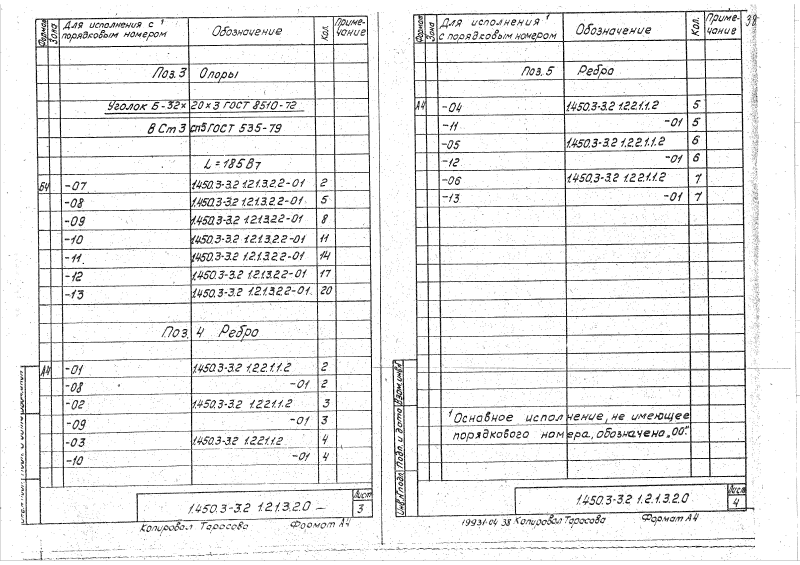 Формат Зона Для исполнения с ¹ порядковым номером Обозначение Кол. Приме-чание
Поз. 3 Опоры
Уголок Б-32×20×3 ГОСТ 8510-72
В Ст 3 сп5 ГОСТ 535-79
L = 185
Б4 -07 1.450.3-3.2 1.2.1.3.2.2-01 2
-08 1.450.3-3.2 1.2.1.3.2.2-01 5
-09 1.450.3-3.2 1.2.1.3.2.2-01 8
-10 1.450.3-3.2 1.2.1.3.2.2-01 11
-11 1.450.3-3.2 1.2.1.3.2.2-01 14
-12 1.450.3-3.2 1.2.1.3.2.2-01 17
-13 1.450.3-3.2 1.2.1.3.2.2-01 20
Поз. 4 Ребро
А4 -01 1.450.3-3.2 1.2.2.1.1.2 2
-08 -01 2
-02 1.450.3-3.2 1.2.2.1.1.2 3
-09 -01 3
-03 1.450.3-3.2 1.2.2.1.1.2 4
-10 -01 4
1.450.3-3.2 1.2.1.3.2.0
Лист 3
Копировал Тарасова Формат А4
38
Формат Зона Для исполнения ¹ с порядковым номером Обозначение Кол. Приме-чание
Поз. 5 Ребро
А4 -04 1.450.3-3.2 1.2.2.1.1.2 5
-11 -01 5
-05 1.450.3-3.2 1.2.2.1.1.2 6
-12 -01 6
-06 1.450.3-3.2 1.2.2.1.1.2 7
-13 -01 7
¹ Основное исполнение, не имеющее
порядкового номера, обозначено „00".
Инв.№ подл. Подп. и дата Взам.инв.№
1.450.3-3.2 1.2.1.3.2.0
Лист 4
19931-04 38 Копировал Тарасова Формат А4